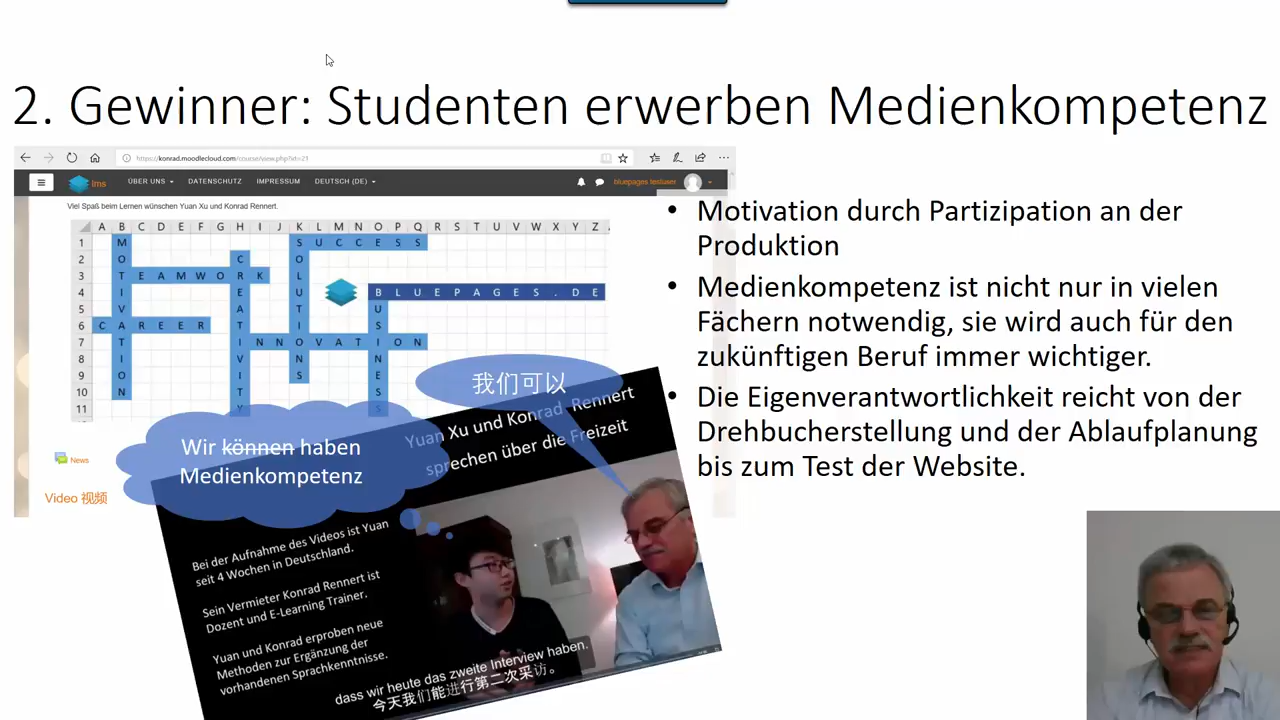 2. Gewinner: Studenten erwerben Medienkompetenz
https://konrad.moodlecloud.com/course/view.php?id=21
lms
ÜBER UNS
DATENSCHUTZ
IMPRESSUM
DEUTSCH (DE)
bluepages testuser
Viel Spaß beim Lernen wünschen Yuan Xu und Konrad Rennert.
A B C D E F G H I J K L M N O P Q R S T U V W X Y Z
1
2
3
4
5
6
7
8
9
10
11
MOTIVATION
TEAMWORK
CAREER
CREATIVITY
SOLUTIONS
SUCCESS
INNOVATION
BUSINESS
BLUEPAGES.DE
News
Video 视频
我们可以
Wir können haben
Medienkompetenz
Yuan Xu und Konrad Rennert
sprechen über die Freizeit
Bei der Aufnahme des Videos ist Yuan
seit 4 Wochen in Deutschland.
Sein Vermieter Konrad Rennert ist
Dozent und E-Learning Trainer.
Yuan und Konrad erproben neue
Methoden zur Ergänzung der
vorhandenen Sprachkenntnisse.
dass wir heute das zweite Interview haben.
今天我们能进行第二次采访。
• Motivation durch Partizipation an der
Produktion
• Medienkompetenz ist nicht nur in vielen
Fächern notwendig, sie wird auch für den
zukünftigen Beruf immer wichtiger.
• Die Eigenverantwortlichkeit reicht von der
Drehbucherstellung und der Ablaufplanung
bis zum Test der Website.